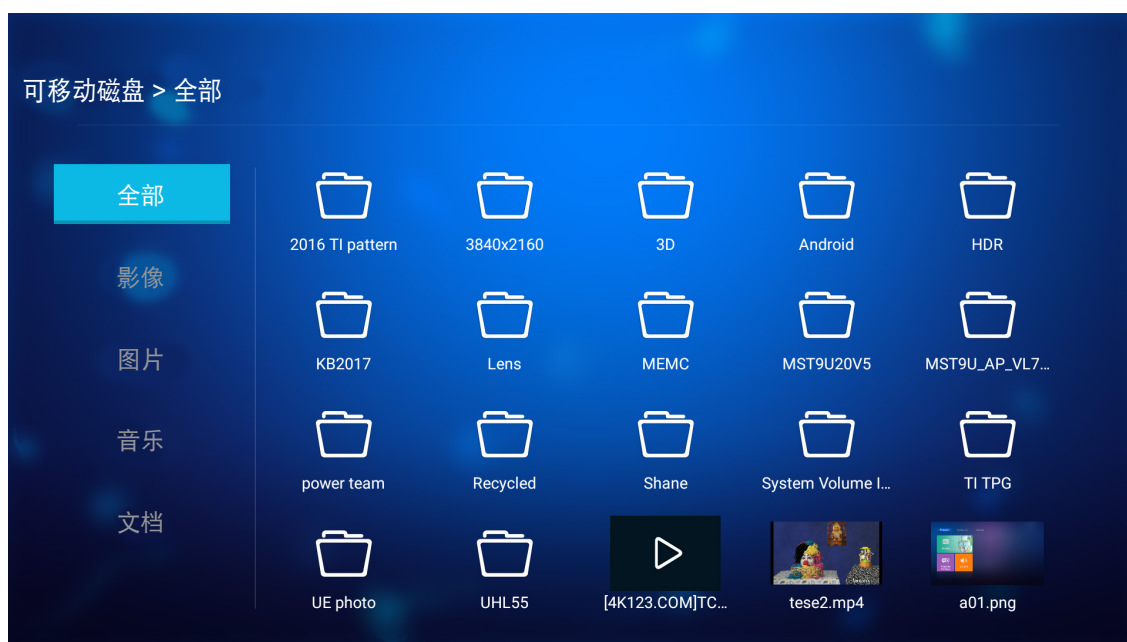 可移动磁盘 > 全部
全部
影像
图片
音乐
文档
2016 TI pattern
3840x2160
3D
Android
HDR
KB2017
Lens
MEMC
MST9U20V5
MST9U_AP_VL7...
power team
Recycled
Shane
System Volume I...
TI TPG
UE photo
UHL55
[4K123.COM]TC...
tese2.mp4
a01.png